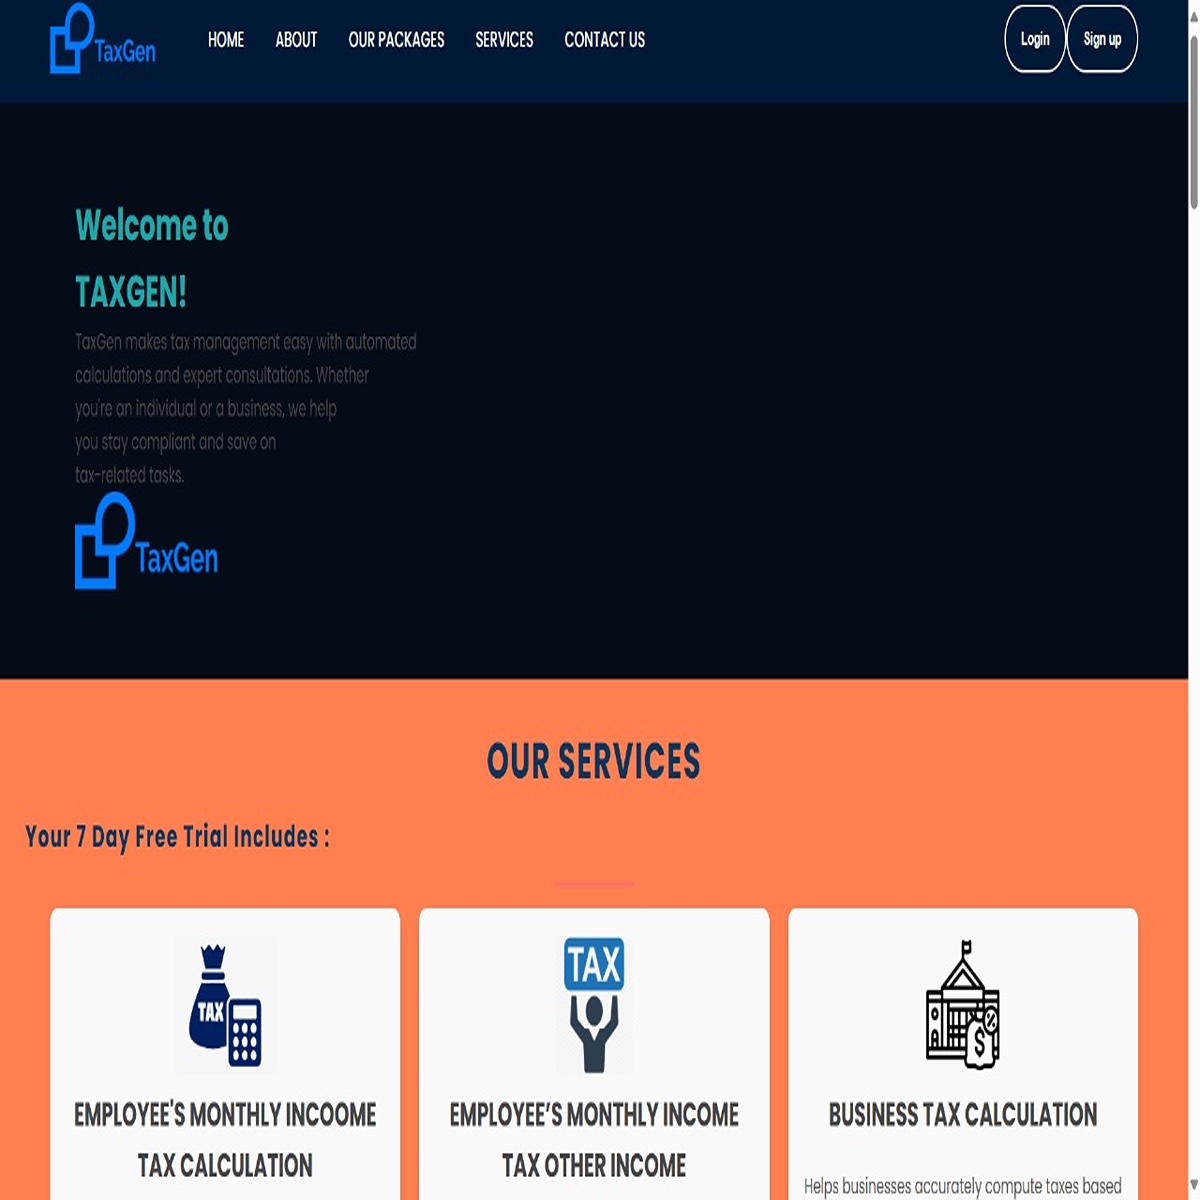 TaxGen
HOME ABOUT OUR PACKAGES SERVICES CONTACT US
Login Sign up
Welcome to
TAXGEN!
TaxGen makes tax management easy with automated
calculations and expert consultations. Whether
you're an individual or a business, we help
you stay compliant and save on
tax-related tasks.
TaxGen
OUR SERVICES
Your 7 Day Free Trial Includes :
TAX
EMPLOYEE'S MONTHLY INCOOME
TAX CALCULATION
TAX
EMPLOYEE’S MONTHLY INCOME
TAX OTHER INCOME
$ %
BUSINESS TAX CALCULATION
Helps businesses accurately compute taxes based